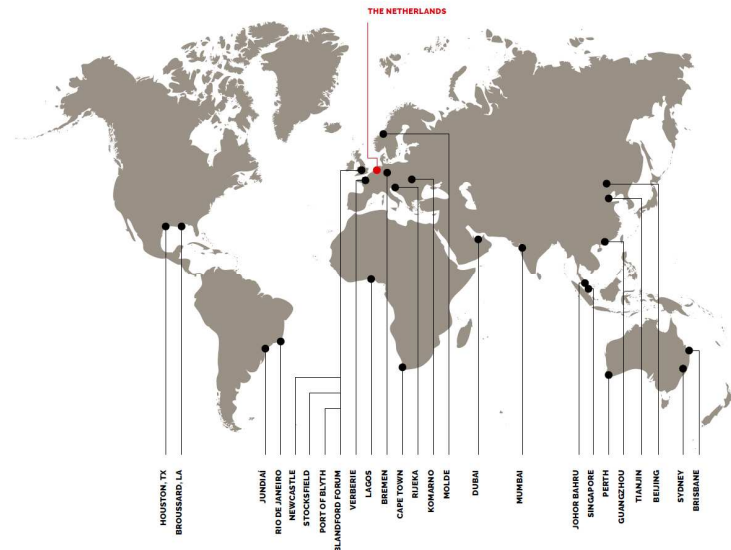 THE NETHERLANDS
HOUSTON, TX
BROUSSARD, LA
JUNDIAÍ
RIO DE JANEIRO
NEWCASTLE
STOCKSFIELD
PORT OF BLYTH
BLANDFORD FORUM
VERBERIE
LAGOS
BREMEN
CAPE TOWN
RIJEKA
KOMARNO
MOLDE
DUBAI
MUMBAI
JOHOR BAHRU
SINGAPORE
PERTH
GUANGZHOU
TIANJIN
BEIJING
SYDNEY
BRISBANE